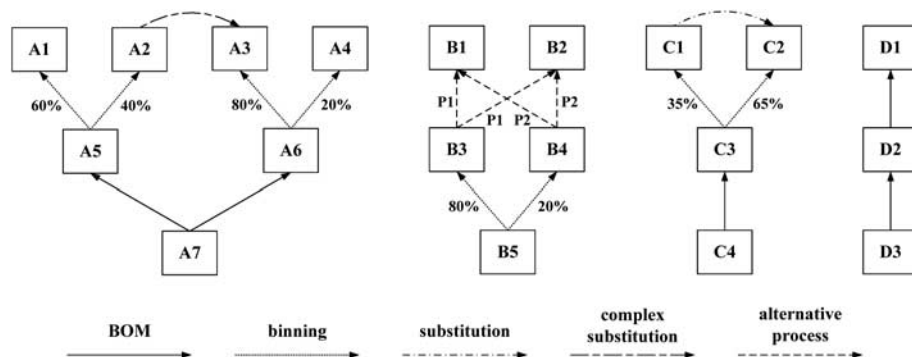 A1 A2 A3 A4 B1 B2 C1 C2 D1
60% 40% 80% 20% P1 P1 P2 P2 35% 65%
A5 A6 B3 B4 C3 D2
80% 20%
A7 B5 C4 D3
BOM binning substitution complex substitution alternative process